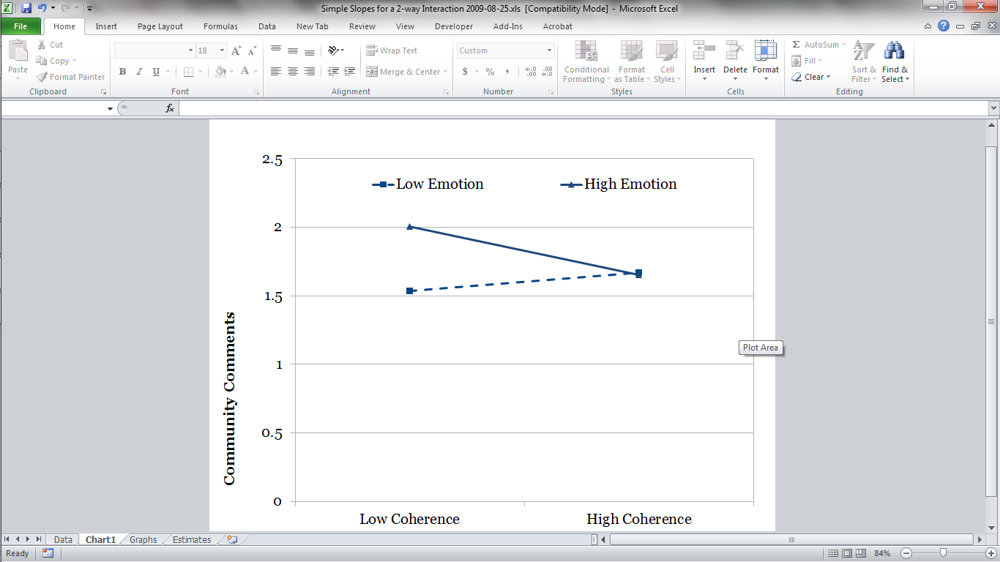 Simple Slopes for a 2-way Interaction 2009-08-25.xls [Compatibility Mode] - Microsoft Excel
File Home Insert Page Layout Formulas Data New Tab Review View Developer Add-Ins Acrobat
Cut
Copy
Format Painter
Paste
Clipboard
18
B I U
Font
Wrap Text
Merge & Center
Alignment
Custom
$ % ,
Number
Conditional Formatting
Format as Table
Cell Styles
Styles
Insert Delete Format
Cells
Σ AutoSum
Fill
Clear
Sort & Filter
Find & Select
Editing
fx
2.5
2
1.5
1
0.5
0
Low Emotion High Emotion
Community Comments
Plot Area
Low Coherence High Coherence
Data Chart1 Graphs Estimates
Ready 84%